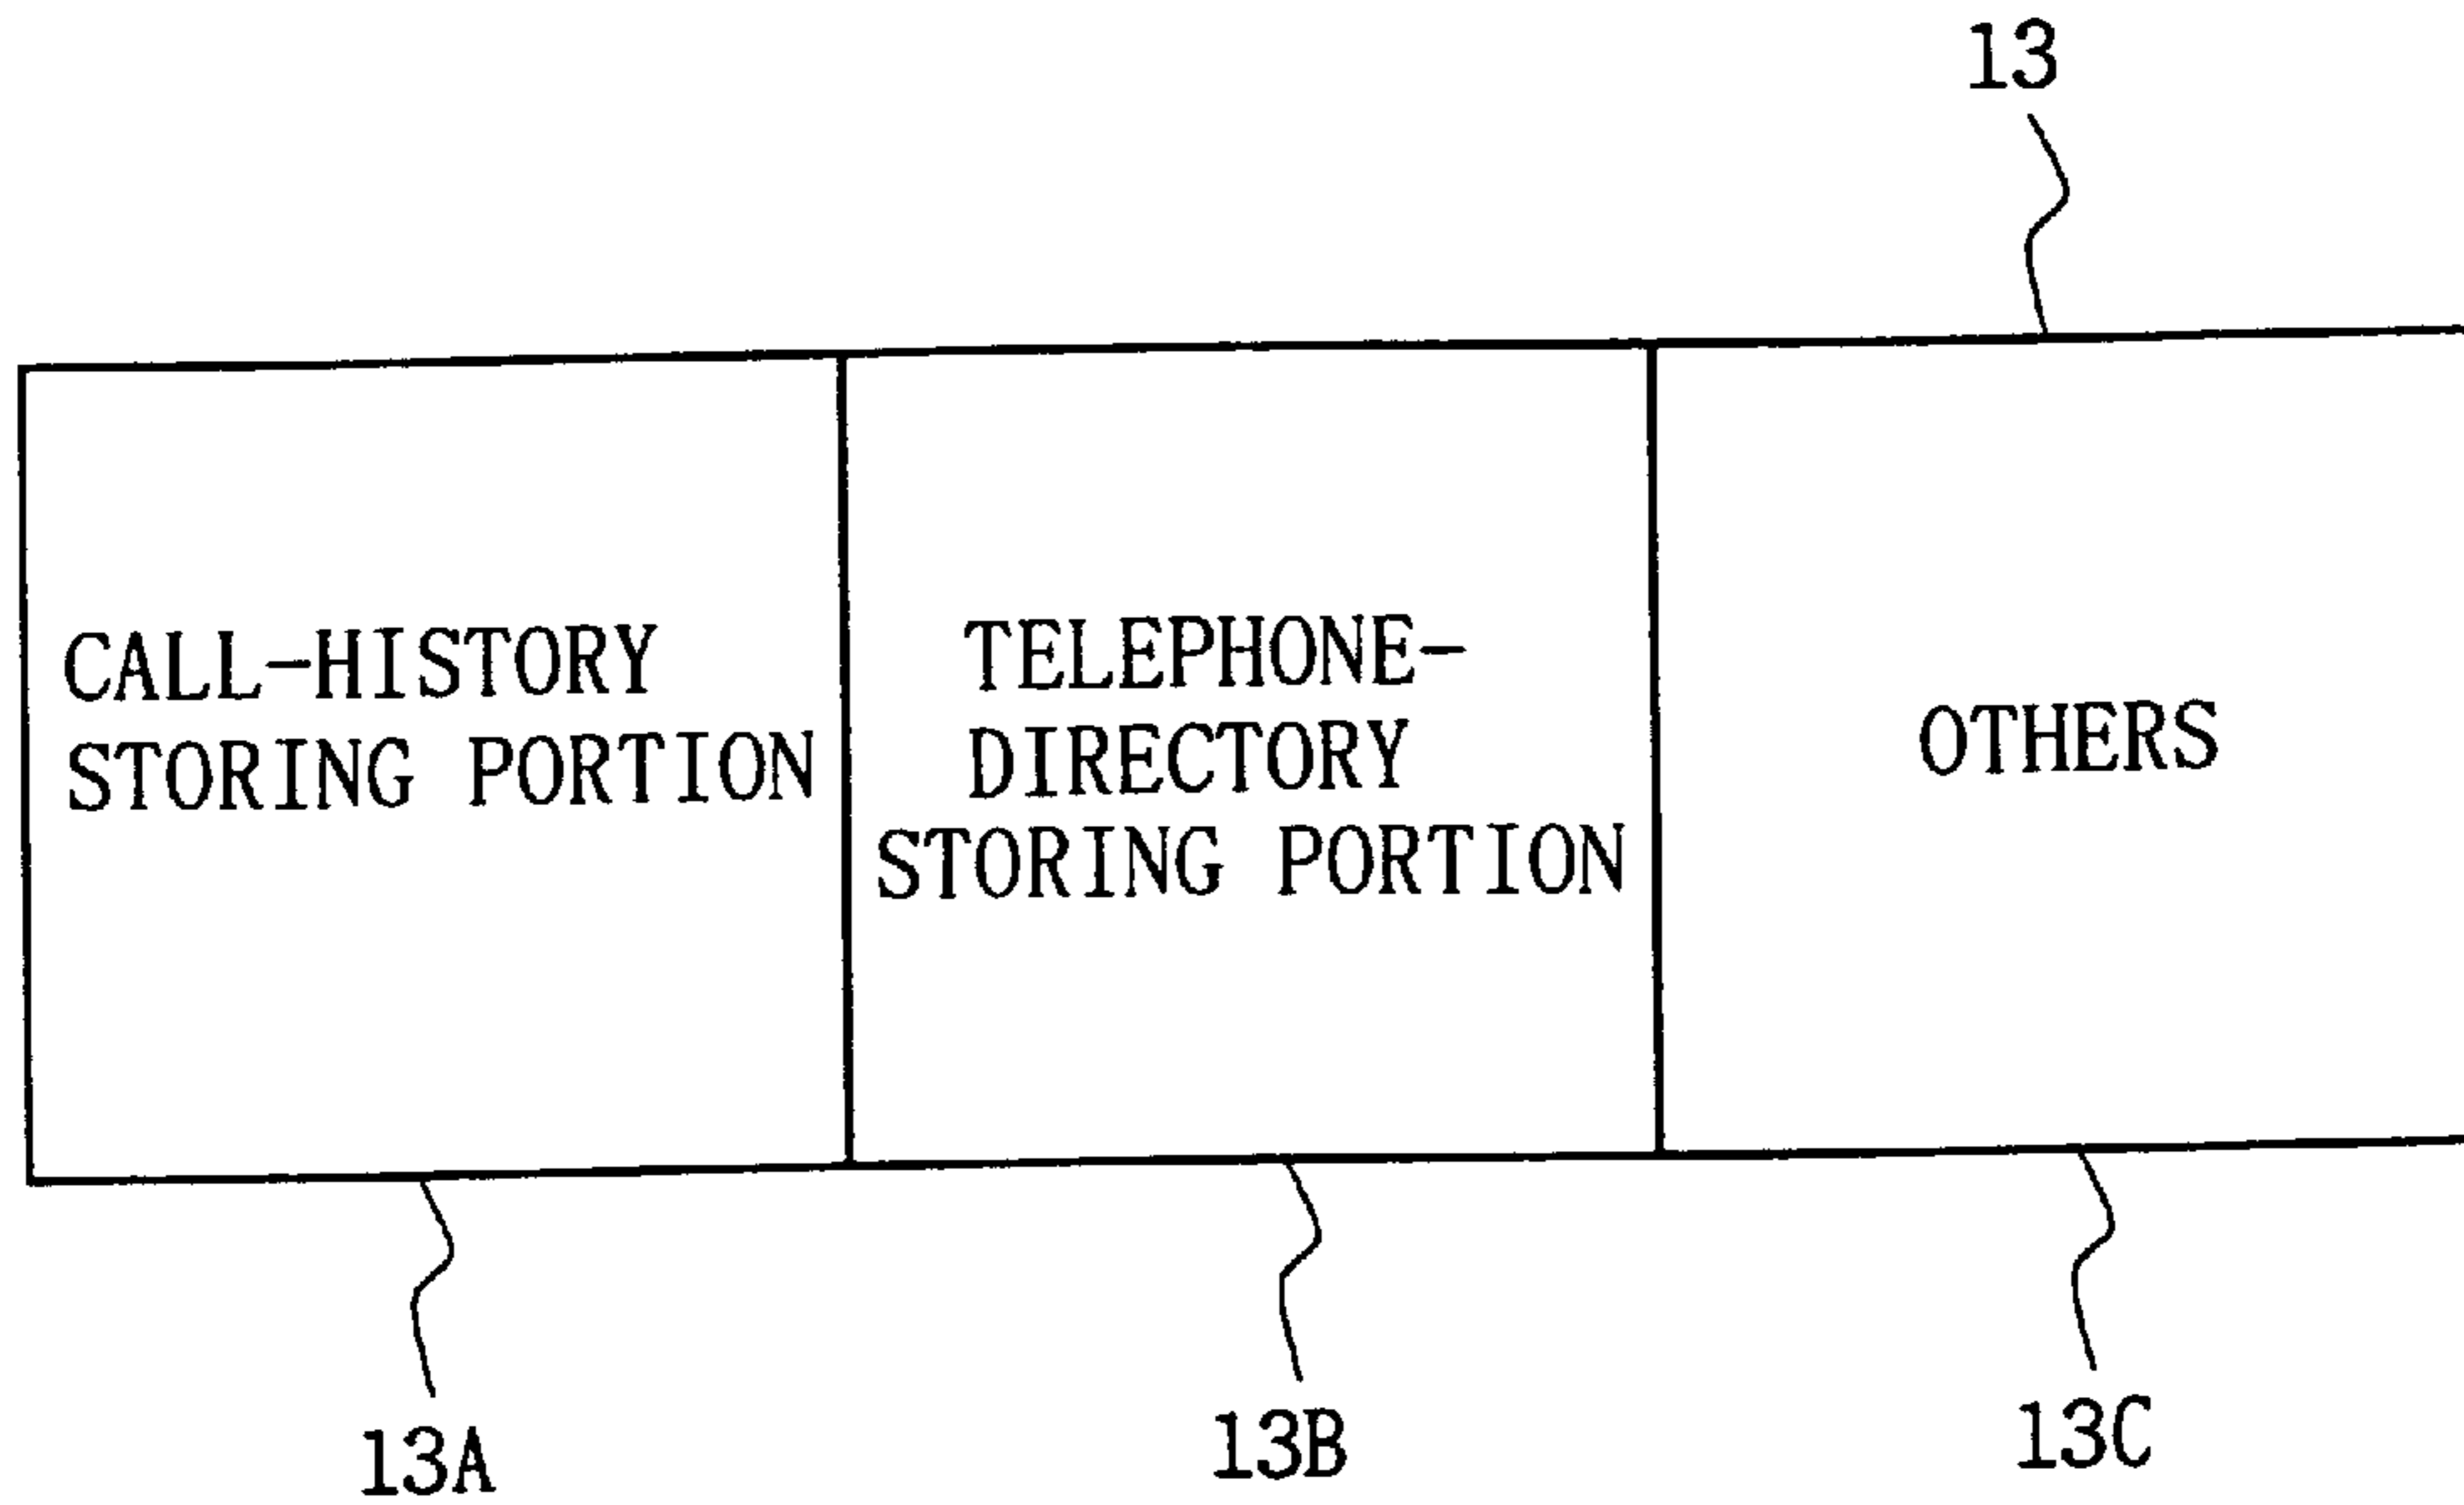 13
CALL-HISTORY
STORING PORTION
TELEPHONE-
DIRECTORY
STORING PORTION
OTHERS
13A
13B
13C